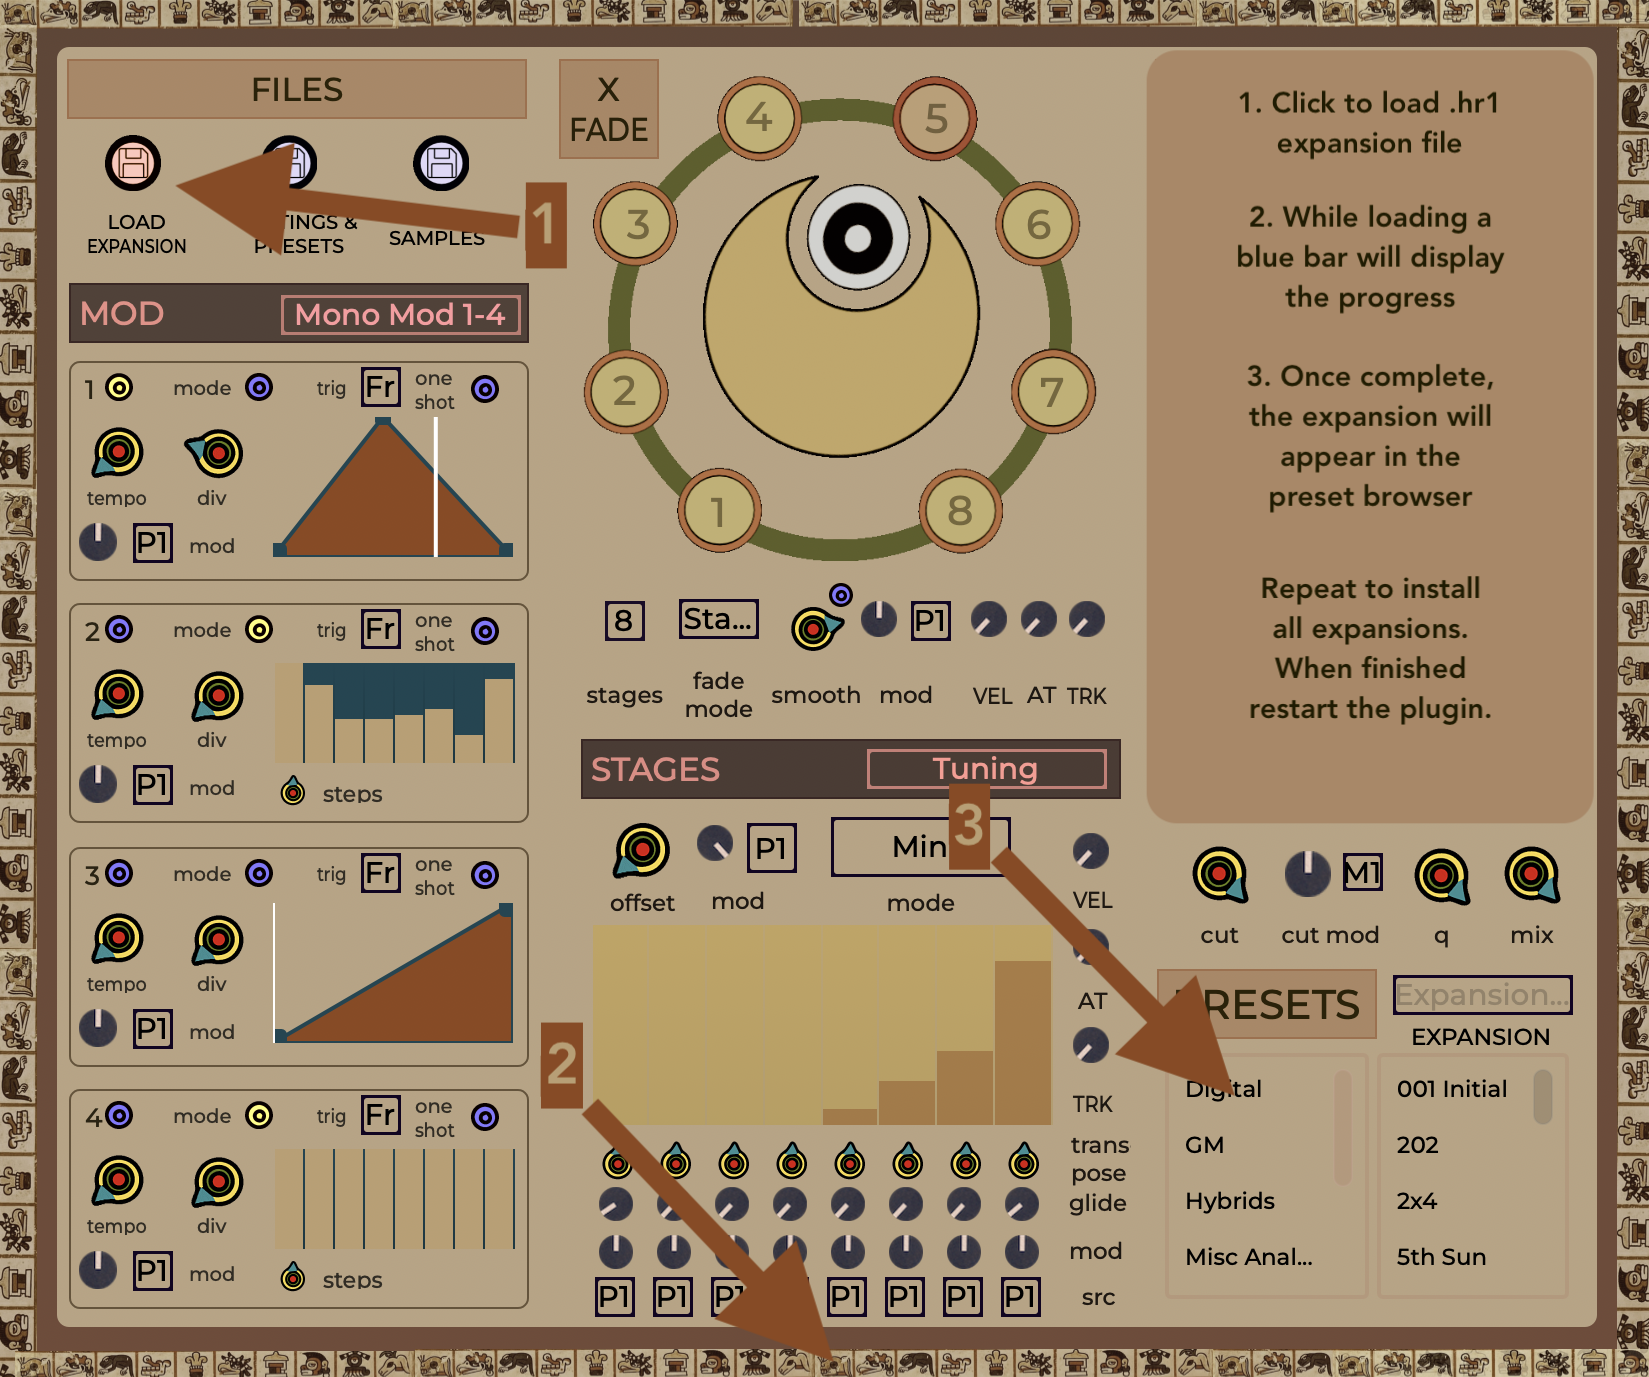 FILES
LOAD
EXPANSION
TINGS &
PRESETS
SAMPLES
1
X
FADE
1
2
3
4
5
6
7
8
1. Click to load .hr1
expansion file
2. While loading a
blue bar will display
the progress
3. Once complete,
the expansion will
appear in the
preset browser
Repeat to install
all expansions.
When finished
restart the plugin.
MOD Mono Mod 1-4
1 mode trig Fr one
shot
tempo div
P1 mod
2 mode trig Fr one
shot
tempo div
P1 mod steps
3 mode trig Fr one
shot
tempo div
P1 mod
4 mode trig Fr one
shot
tempo div
P1 mod steps
8 Sta... P1
stages fade
mode smooth mod VEL AT TRK
STAGES Tuning
3
P1 Min
offset mod mode VEL
AT
TRK
2
trans
pose
glide
mod
P1 P1 P1 P1 P1 P1 P1 src
M1
cut cut mod q mix
RESETS Expansion...
EXPANSION
Digital
GM
Hybrids
Misc Anal...
001 Initial
202
2x4
5th Sun